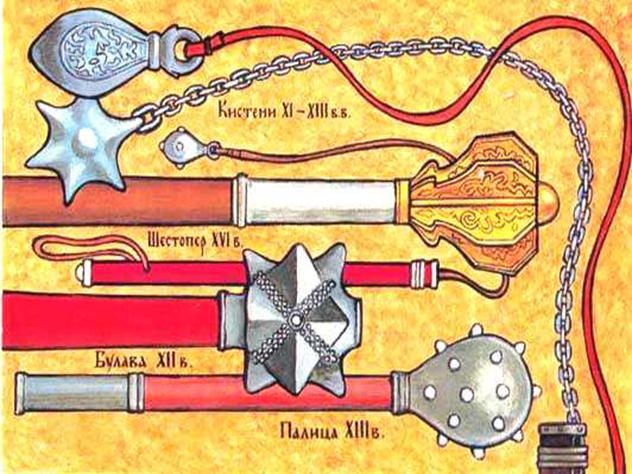 Кистени XI – XIII в.в.
Шестопер XVI в.
Булава XII в.
Палица XIII в.